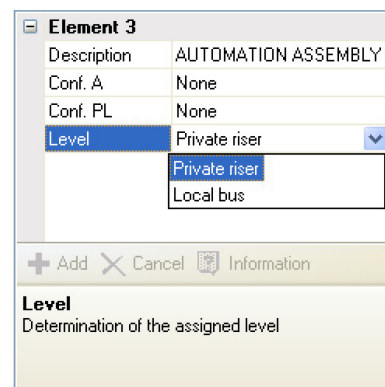 Element 3
Description AUTOMATION ASSEMBLY
Conf. A None
Conf. PL None
Level Private riser
Private riser
Local bus
Add Cancel Information
Level
Determination of the assigned level